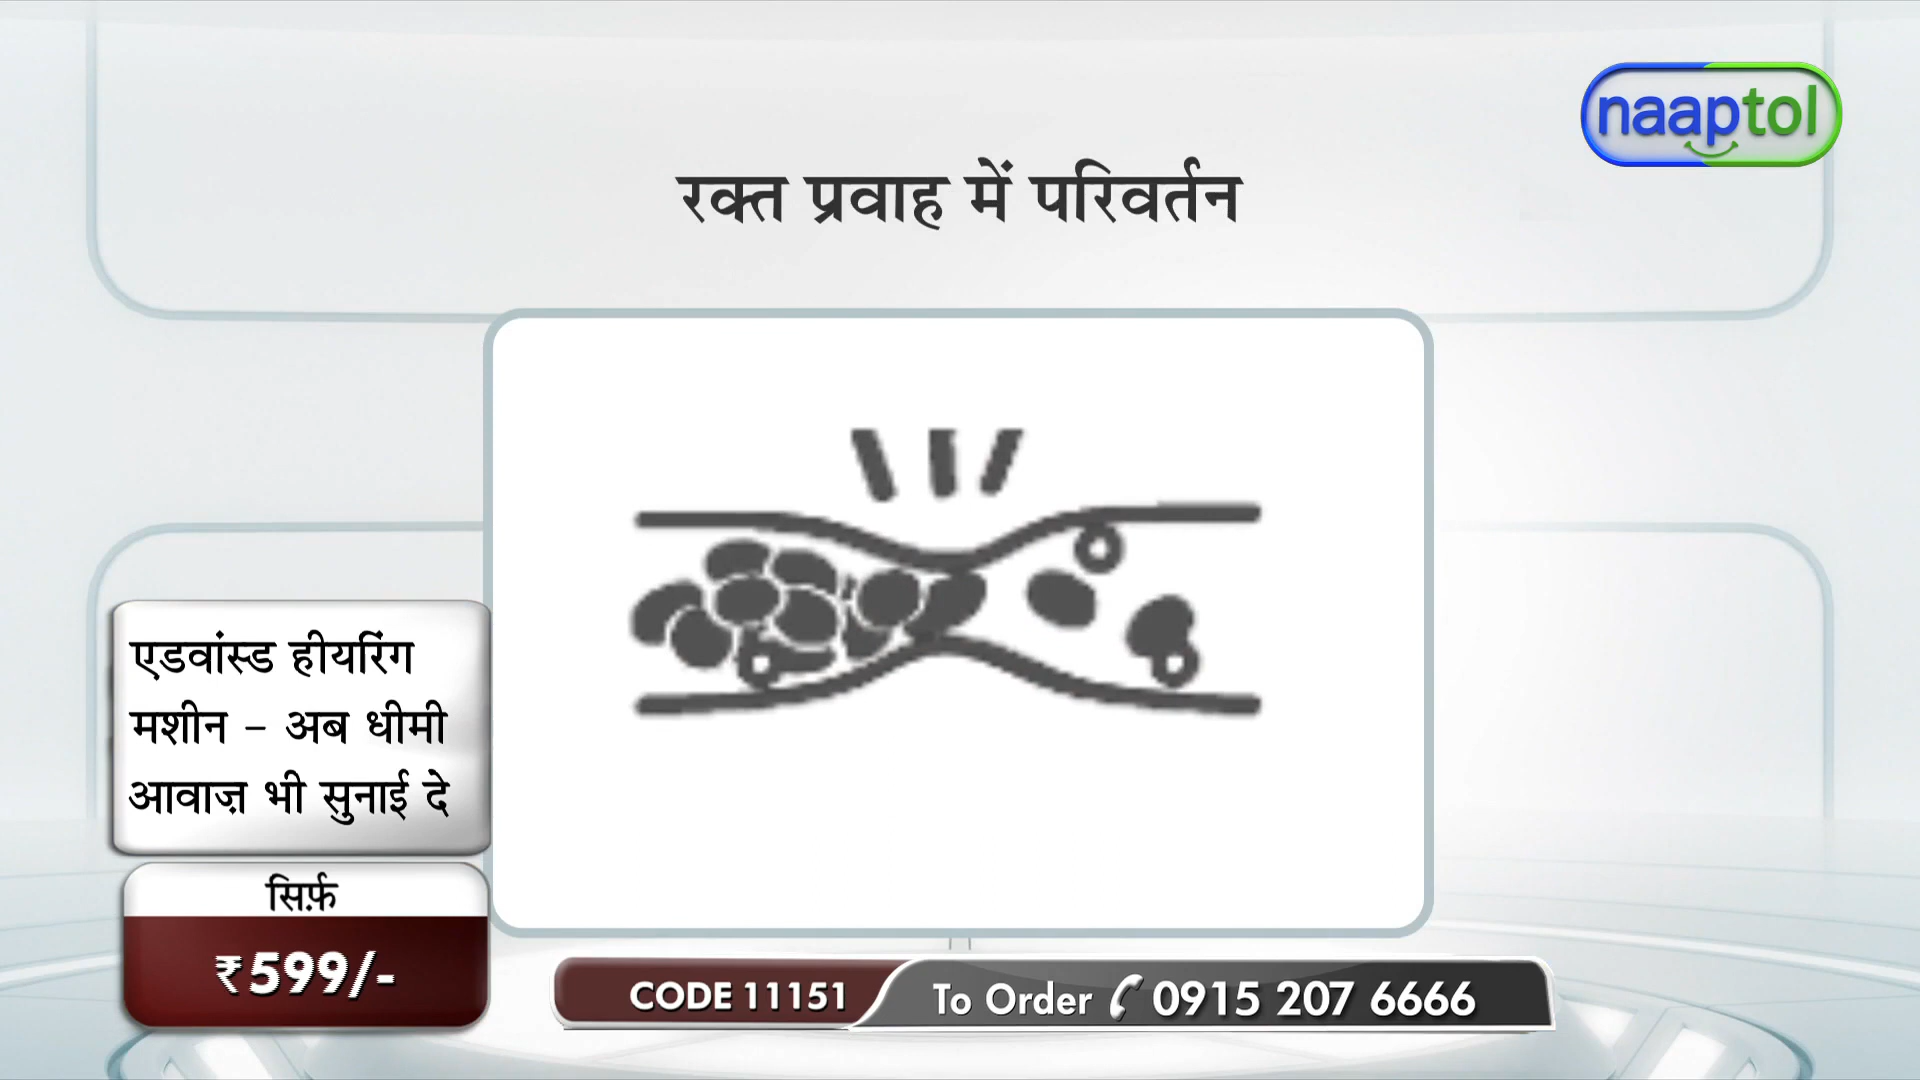 naaptol
रक्त प्रवाह में परिवर्तन
एडवांस्ड हीयरिंग
मशीन – अब धीमी
आवाज़ भी सुनाई दे
सिर्फ़
₹599/-
CODE 11151 To Order 0915 207 6666